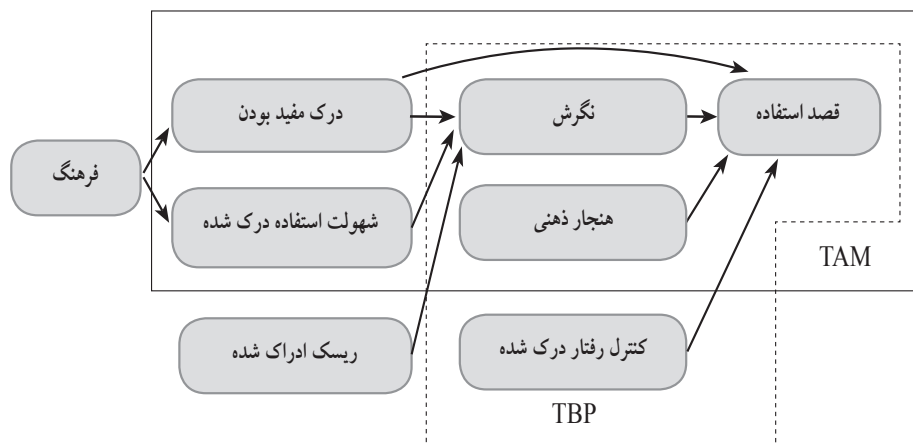 درک مفید بودن
نگرش
قصد استفاده
فرهنگ
شهولت استفاده درک شده
هنجار ذهنی
TAM
ریسک ادراک شده
کنترل رفتار درک شده
TBP